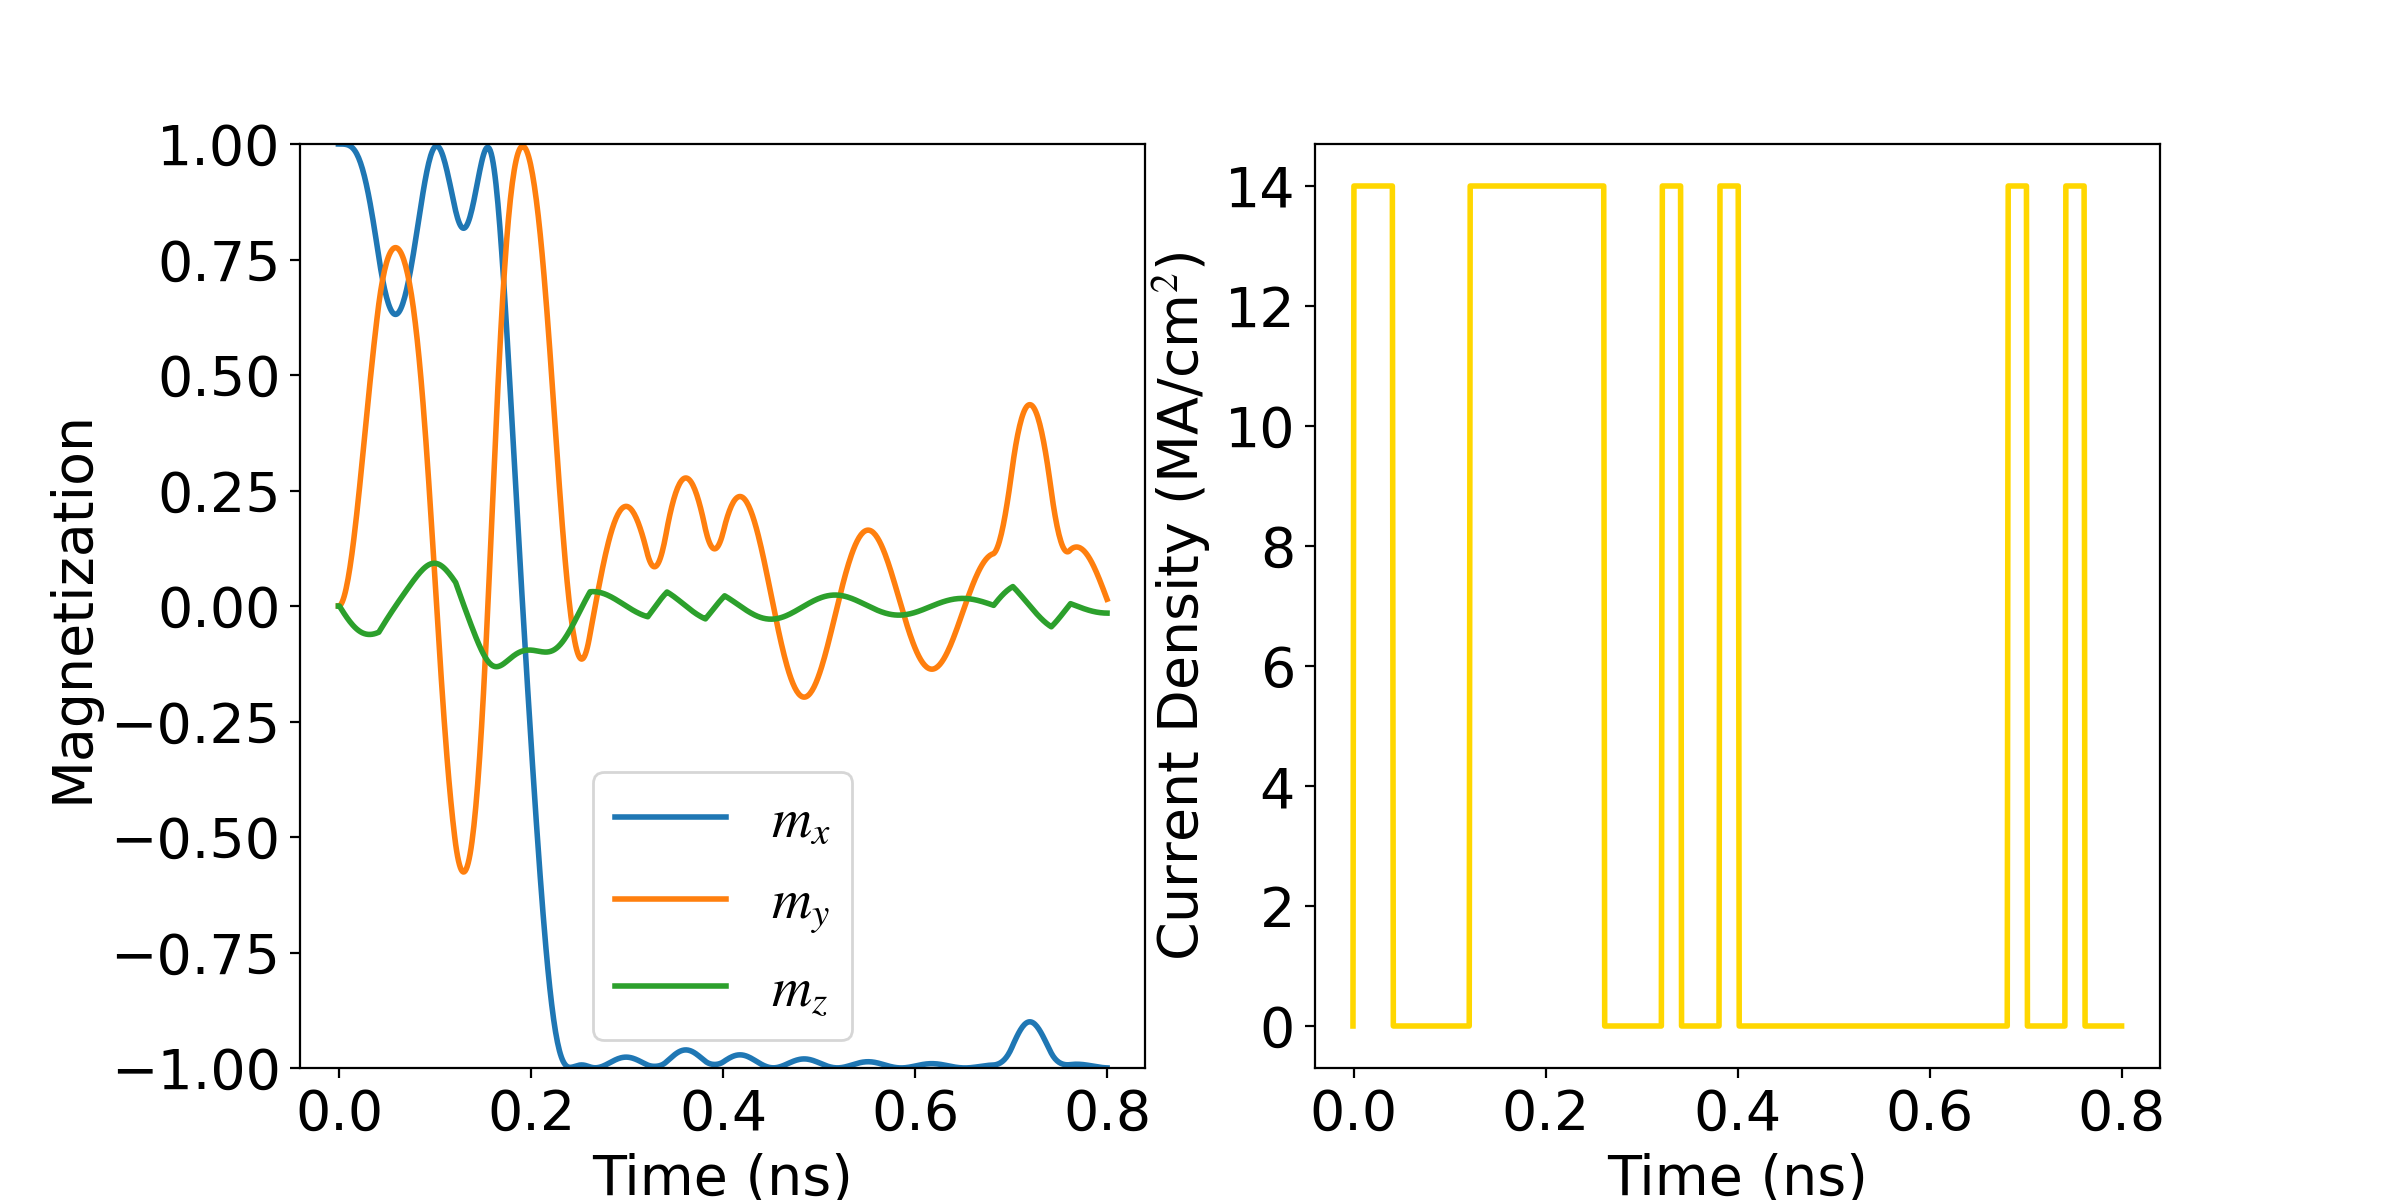 Magnetization
1.00
0.75
0.50
0.25
0.00
−0.25
−0.50
−0.75
−1.00
0.0 0.2 0.4 0.6 0.8
Time (ns)
m_x
m_y
m_z
Current Density (MA/cm²)
14
12
10
8
6
4
2
0
0.0 0.2 0.4 0.6 0.8
Time (ns)